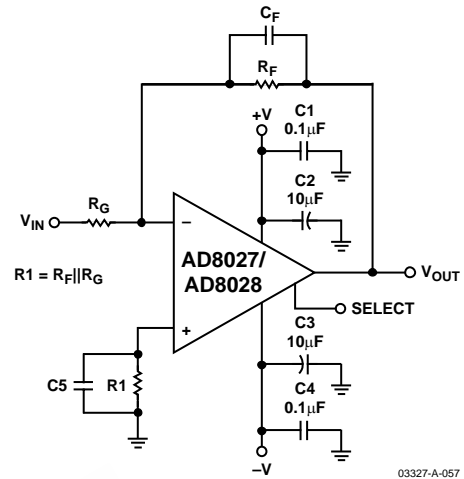 CF
RF
+V
C1
0.1μF
C2
10μF
RG
VIN
–
AD8027/
AD8028
R1 = RF||RG
VOUT
SELECT
+
C3
10μF
C5
R1
C4
0.1μF
–V
03327-A-057